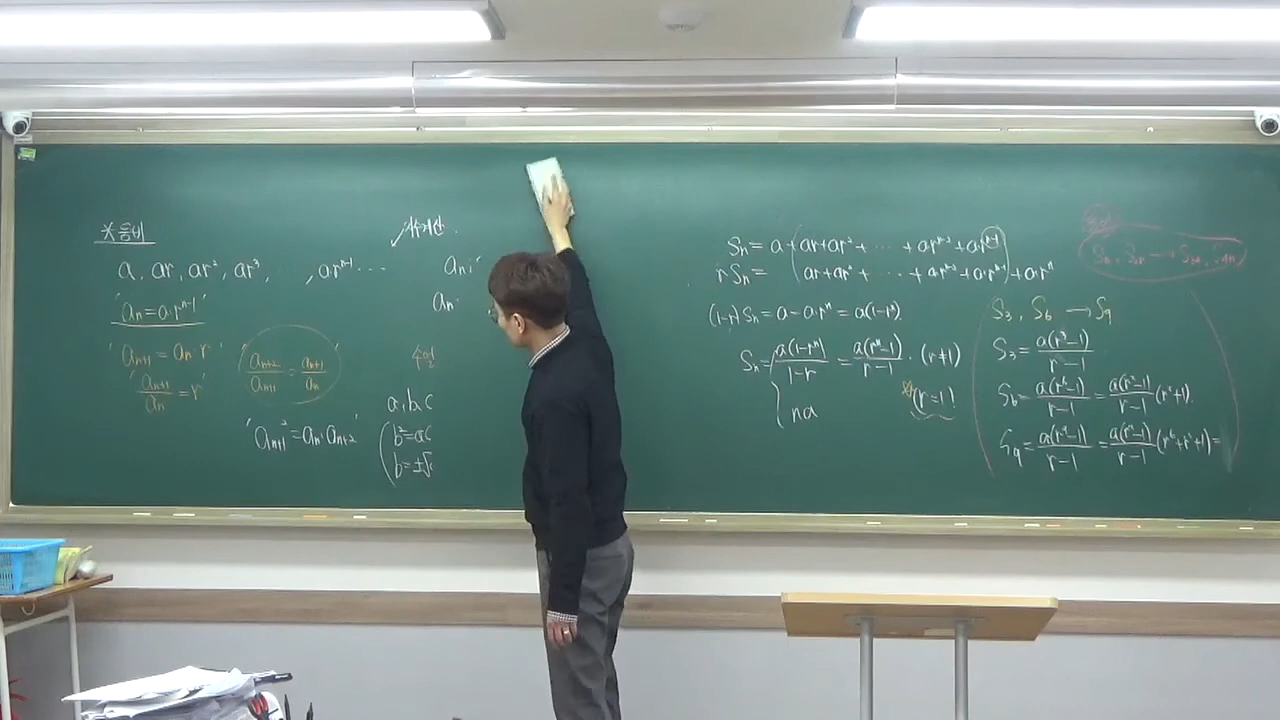 ※등비
a, ar, ar², ar³, , arⁿ⁻¹ ...
'aₙ = a·rⁿ⁻¹'
'aₙ₊₁ = aₙ·r'
'aₙ₊₁/aₙ = r'
aₙ₊₂/aₙ₊₁ = aₙ₊₁/aₙ
'aₙ₊₁² = aₙ·aₙ₊₂'
aₙ
aₙ
a, b, c
Sₙ = a + (ar + ar² + ... + arⁿ⁻² + arⁿ⁻¹)
rSₙ = (ar + ar² + ... + arⁿ⁻² + arⁿ⁻¹) + arⁿ
(1-r)Sₙ = a - a·rⁿ = a(1-rⁿ)
Sₙ = a(1-rⁿ)/1-r = a(rⁿ-1)/r-1 . (r≠1)
na (r=1)
S₃, S₆ → S₉
S₃ = a(r³-1)/r-1
S₆ = a(r⁶-1)/r-1 = a(r³-1)/r-1 (r³+1).
S₉ = a(r⁹-1)/r-1 = a(r³-1)/r-1 (r⁶+r³+1) =